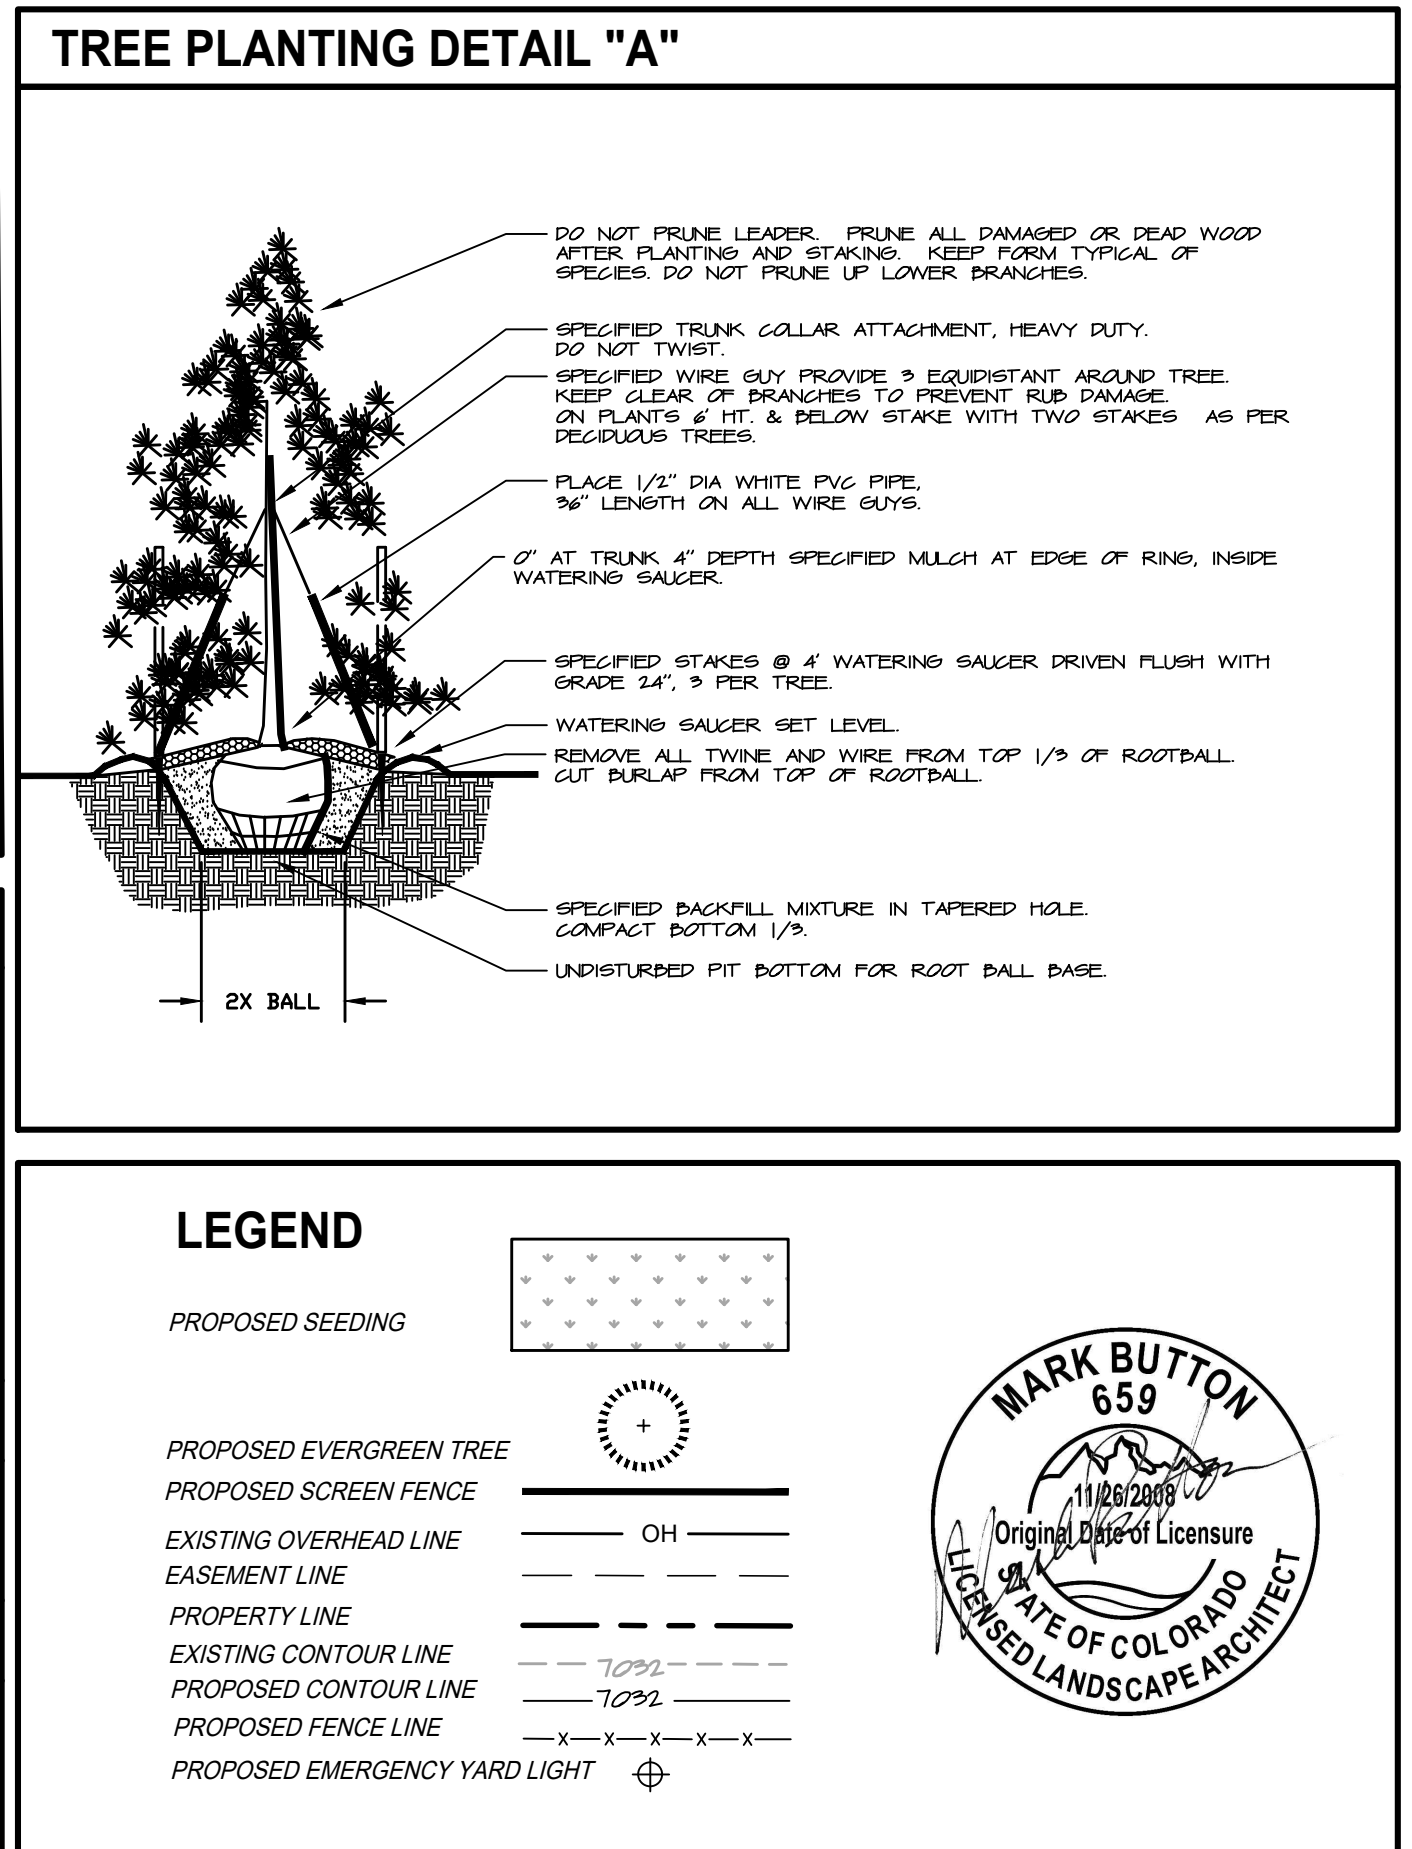 TREE PLANTING DETAIL "A"
DO NOT PRUNE LEADER. PRUNE ALL DAMAGED OR DEAD WOOD
AFTER PLANTING AND STAKING. KEEP FORM TYPICAL OF
SPECIES. DO NOT PRUNE UP LOWER BRANCHES.
SPECIFIED TRUNK COLLAR ATTACHMENT, HEAVY DUTY.
DO NOT TWIST.
SPECIFIED WIRE GUY PROVIDE 3 EQUIDISTANT AROUND TREE.
KEEP CLEAR OF BRANCHES TO PREVENT RUB DAMAGE.
ON PLANTS 6' HT. & BELOW STAKE WITH TWO STAKES AS PER
DECIDUOUS TREES.
PLACE 1/2" DIA WHITE PVC PIPE,
36" LENGTH ON ALL WIRE GUYS.
0" AT TRUNK 4" DEPTH SPECIFIED MULCH AT EDGE OF RING, INSIDE
WATERING SAUCER.
SPECIFIED STAKES @ 4' WATERING SAUCER DRIVEN FLUSH WITH
GRADE 24", 3 PER TREE.
WATERING SAUCER SET LEVEL.
REMOVE ALL TWINE AND WIRE FROM TOP 1/3 OF ROOTBALL.
CUT BURLAP FROM TOP OF ROOTBALL.
SPECIFIED BACKFILL MIXTURE IN TAPERED HOLE.
COMPACT BOTTOM 1/3.
UNDISTURBED PIT BOTTOM FOR ROOT BALL BASE.
2X BALL
LEGEND
PROPOSED SEEDING
PROPOSED EVERGREEN TREE
PROPOSED SCREEN FENCE
EXISTING OVERHEAD LINE
OH
EASEMENT LINE
PROPERTY LINE
EXISTING CONTOUR LINE
7032
PROPOSED CONTOUR LINE
7032
PROPOSED FENCE LINE
X X X X X
PROPOSED EMERGENCY YARD LIGHT
MARK BUTTON
659
11/26/2008
Original Date of Licensure
STATE OF COLORADO
LICENSED LANDSCAPE ARCHITECT